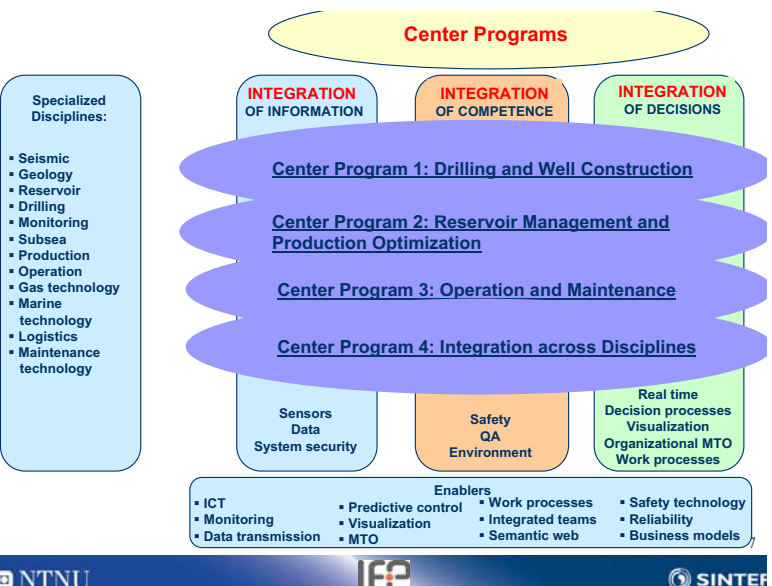 Center Programs
Specialized
Disciplines:
▪ Seismic
▪ Geology
▪ Reservoir
▪ Drilling
▪ Monitoring
▪ Subsea
▪ Production
▪ Operation
▪ Gas technology
▪ Marine
technology
▪ Logistics
▪ Maintenance
technology
INTEGRATION
OF INFORMATION
INTEGRATION
OF COMPETENCE
INTEGRATION
OF DECISIONS
Center Program 1: Drilling and Well Construction
Center Program 2: Reservoir Management and
Production Optimization
Center Program 3: Operation and Maintenance
Center Program 4: Integration across Disciplines
Sensors
Data
System security
Safety
QA
Environment
Real time
Decision processes
Visualization
Organizational MTO
Work processes
Enablers
▪ ICT
▪ Monitoring
▪ Data transmission
▪ Predictive control
▪ Visualization
▪ MTO
▪ Work processes
▪ Integrated teams
▪ Semantic web
▪ Safety technology
▪ Reliability
▪ Business models
7
NTNU
IFE
SINTEF